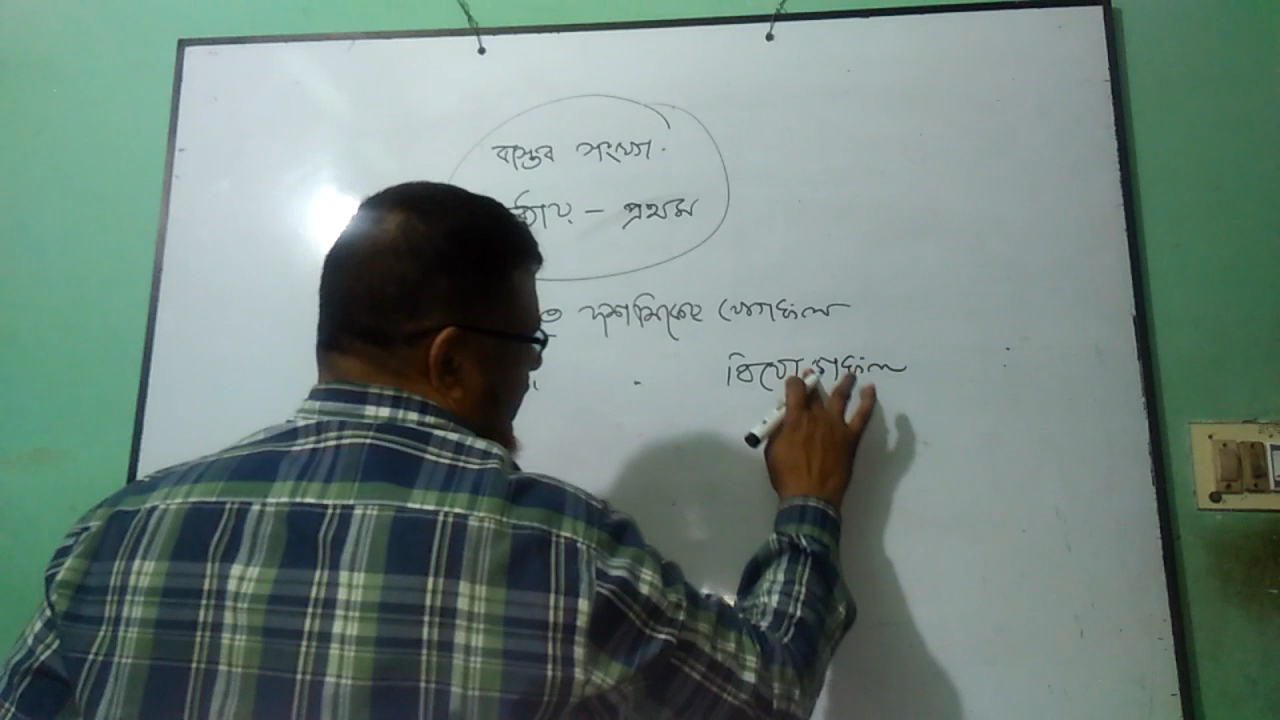 বাস্তব সংখ্যা
– প্রথম
দশমিকের যোগফল
বিয়োগফল